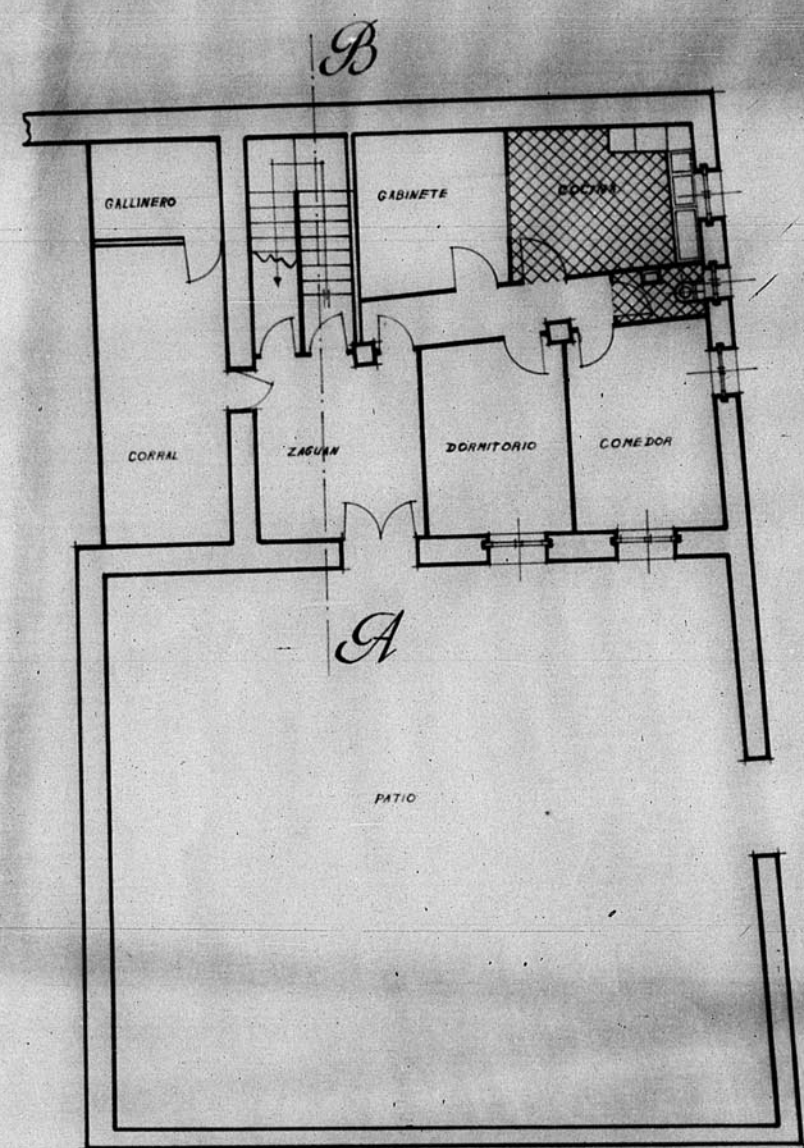 B
GALLINERO
GABINETE
COCINA
CORRAL
ZAGUAN
DORMITORIO
COMEDOR
A
PATIO